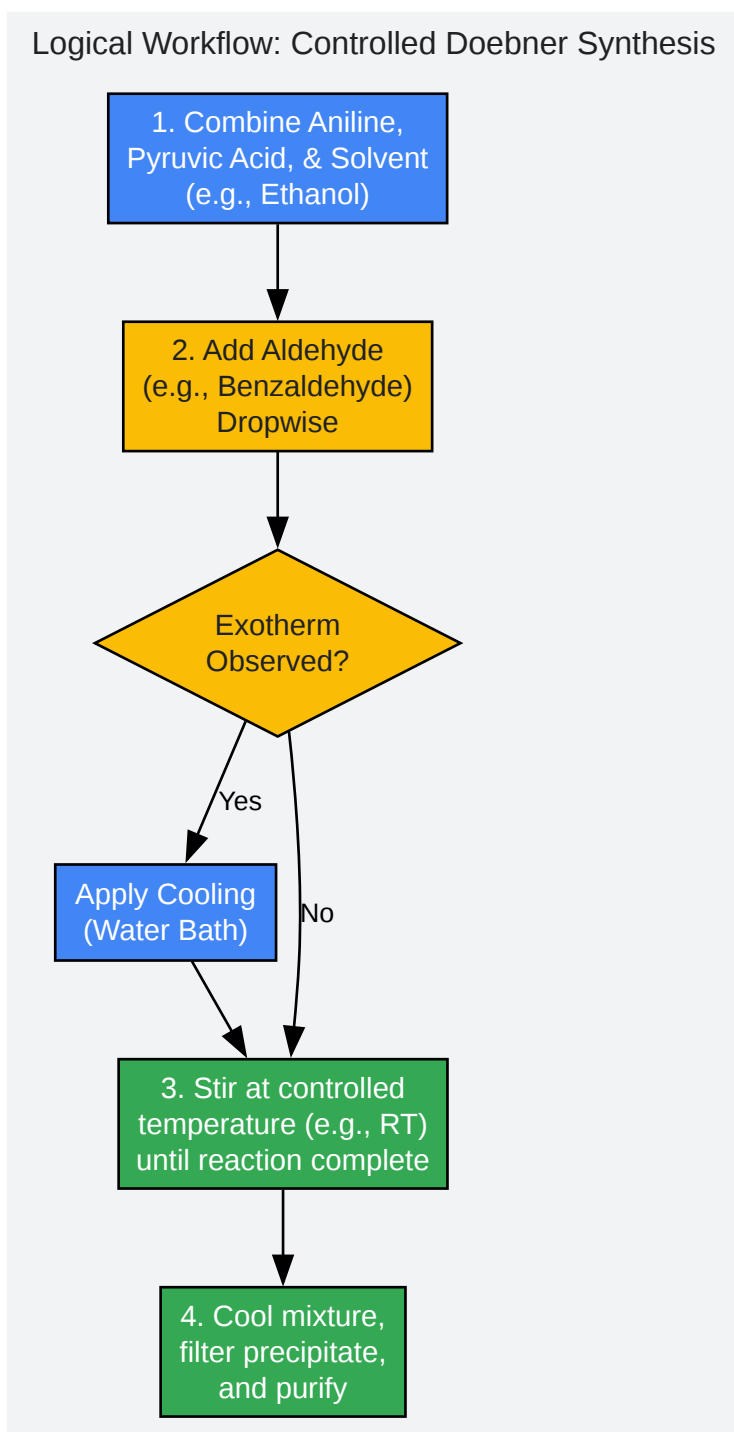 Logical Workflow: Controlled Doebner Synthesis
1. Combine Aniline,
Pyruvic Acid, & Solvent
(e.g., Ethanol)
2. Add Aldehyde
(e.g., Benzaldehyde)
Dropwise
Exotherm
Observed?
Yes
Apply Cooling
(Water Bath)
No
3. Stir at controlled
temperature (e.g., RT)
until reaction complete
4. Cool mixture,
filter precipitate,
and purify